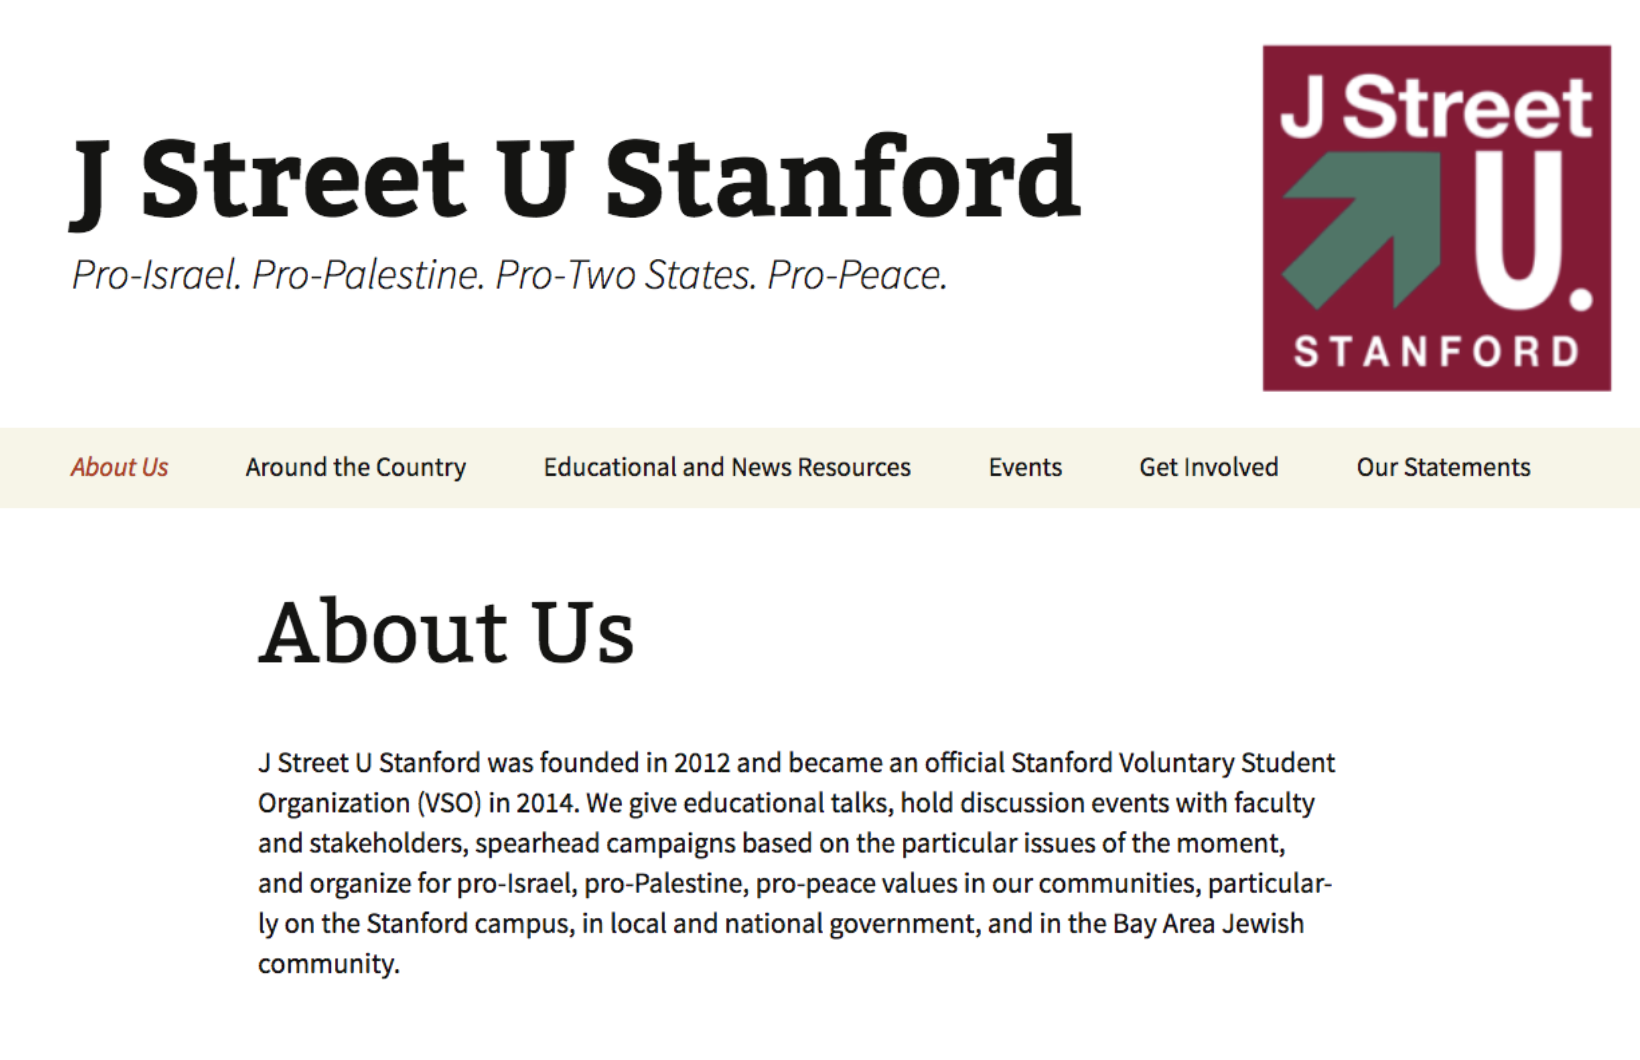 J Street U Stanford
Pro-Israel. Pro-Palestine. Pro-Two States. Pro-Peace.
J Street
U.
STANFORD
About Us
Around the Country
Educational and News Resources
Events
Get Involved
Our Statements
About Us
J Street U Stanford was founded in 2012 and became an official Stanford Voluntary Student
Organization (VSO) in 2014. We give educational talks, hold discussion events with faculty
and stakeholders, spearhead campaigns based on the particular issues of the moment,
and organize for pro-Israel, pro-Palestine, pro-peace values in our communities, particular-
ly on the Stanford campus, in local and national government, and in the Bay Area Jewish
community.